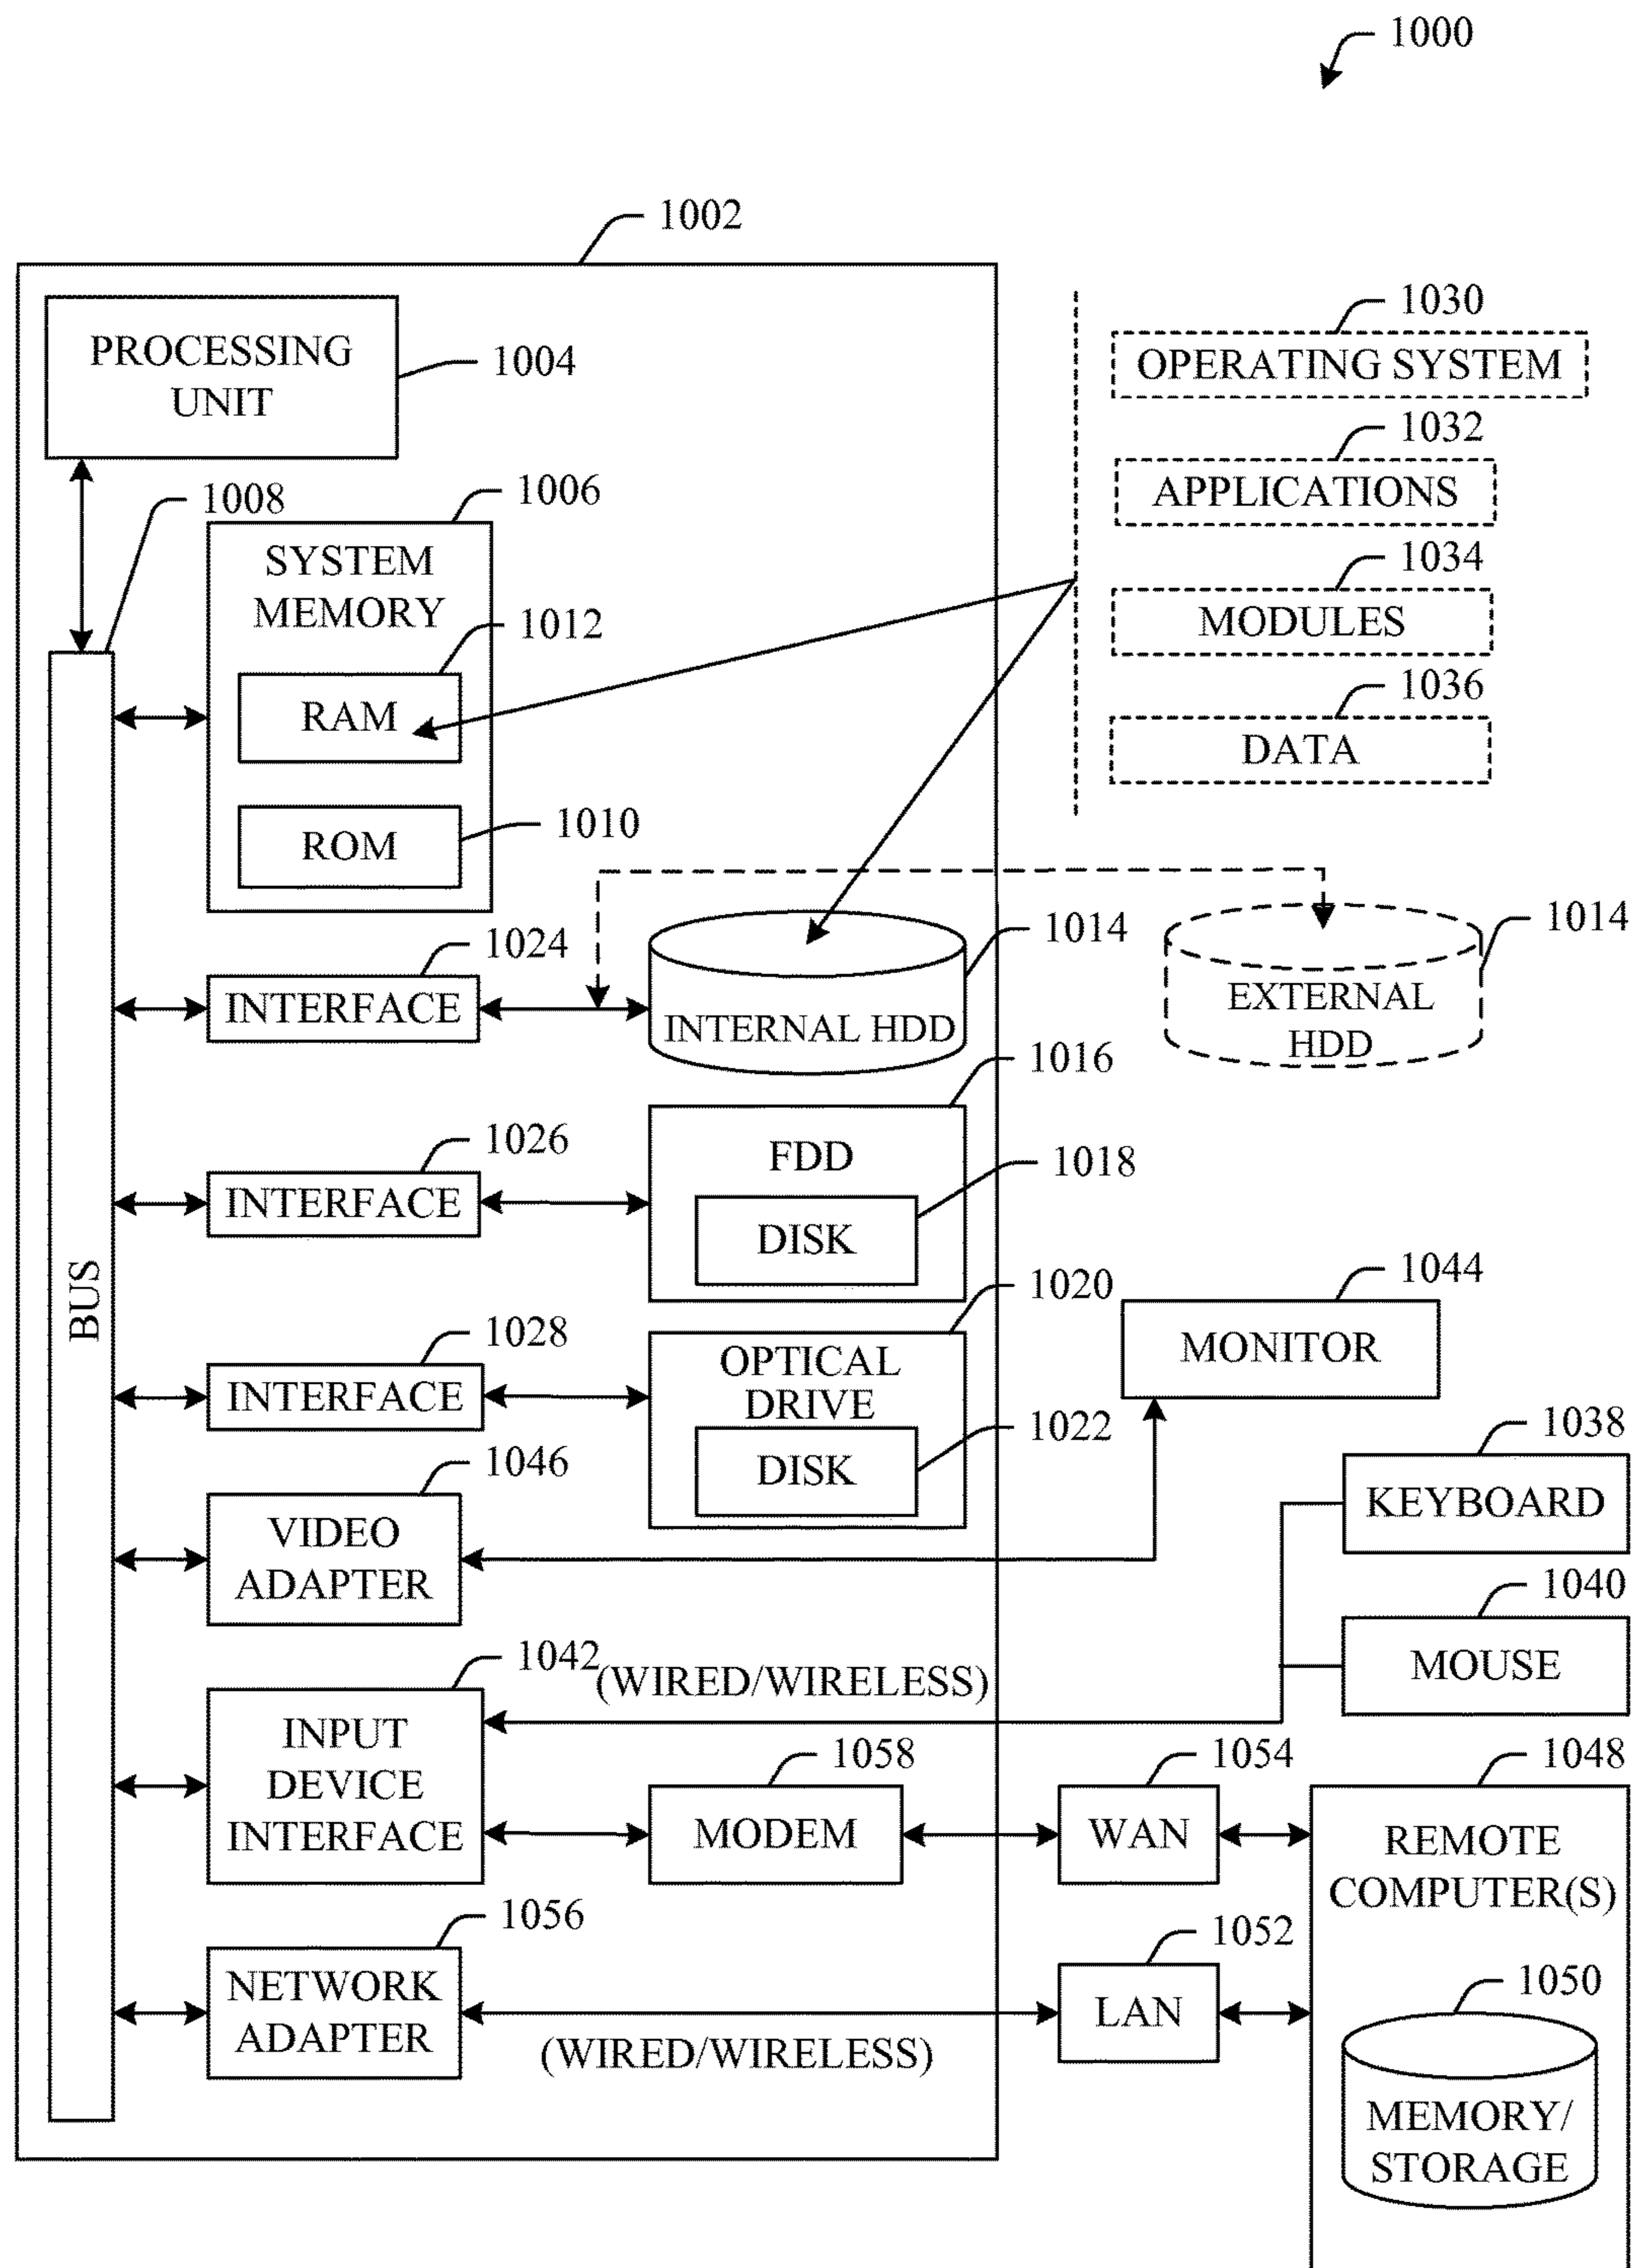 1000
1002
PROCESSING
UNIT
1004
1030
OPERATING SYSTEM
1032
APPLICATIONS
1034
MODULES
1036
DATA
1008
1006
SYSTEM
MEMORY
1012
RAM
1010
ROM
1024
INTERFACE
1014
INTERNAL HDD
1014
EXTERNAL
HDD
1016
FDD
1018
DISK
1026
INTERFACE
BUS
1020
OPTICAL
DRIVE
1022
DISK
1028
INTERFACE
1044
MONITOR
1046
VIDEO
ADAPTER
1038
KEYBOARD
1040
MOUSE
1042
(WIRED/WIRELESS)
INPUT
DEVICE
INTERFACE
1058
MODEM
1054
WAN
1048
REMOTE
COMPUTER(S)
1056
NETWORK
ADAPTER
(WIRED/WIRELESS)
1052
LAN
1050
MEMORY/
STORAGE